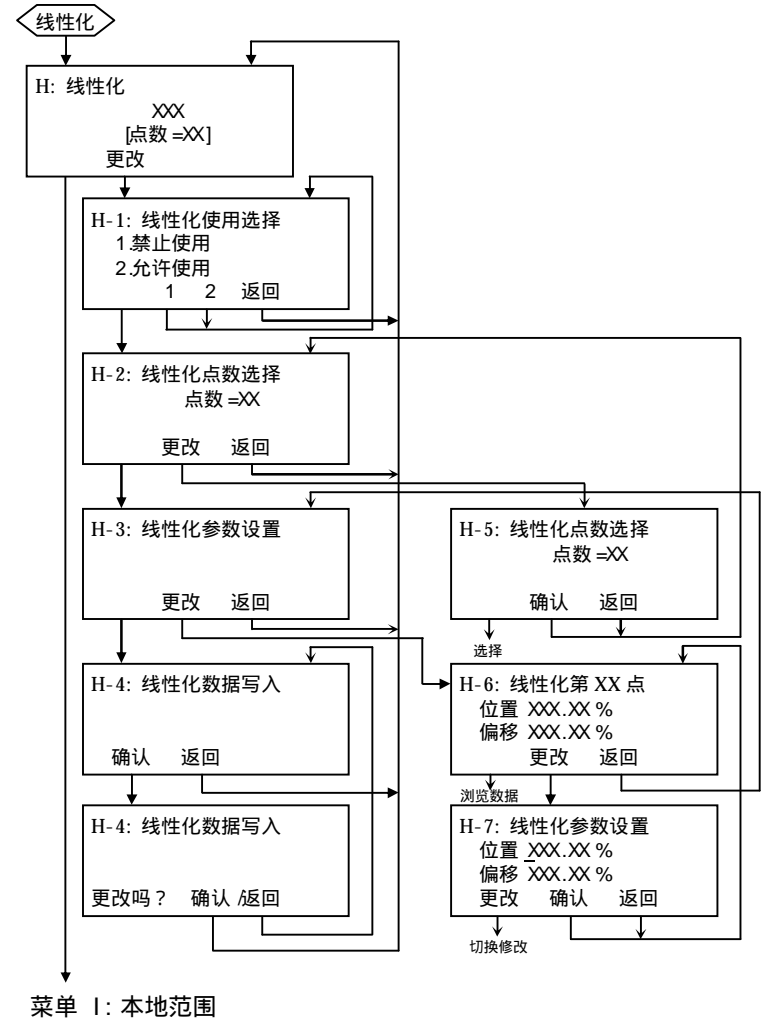 线性化
H: 线性化
XXX
[点数 =XX]
更改
H-1: 线性化使用选择
1.禁止使用
2.允许使用
1 2 返回
H-2: 线性化点数选择
点数 =XX
更改 返回
H-3: 线性化参数设置
更改 返回
H-5: 线性化点数选择
点数 =XX
确认 返回
选择
H-4: 线性化数据写入
确认 返回
H-6: 线性化第 XX 点
位置 XXX.XX %
偏移 XXX.XX %
更改 返回
浏览数据
H-4: 线性化数据写入
更改吗？ 确认 /返回
H-7: 线性化参数设置
位置 XXX.XX %
偏移 XXX.XX %
更改 确认 返回
切换修改
菜单 I: 本地范围